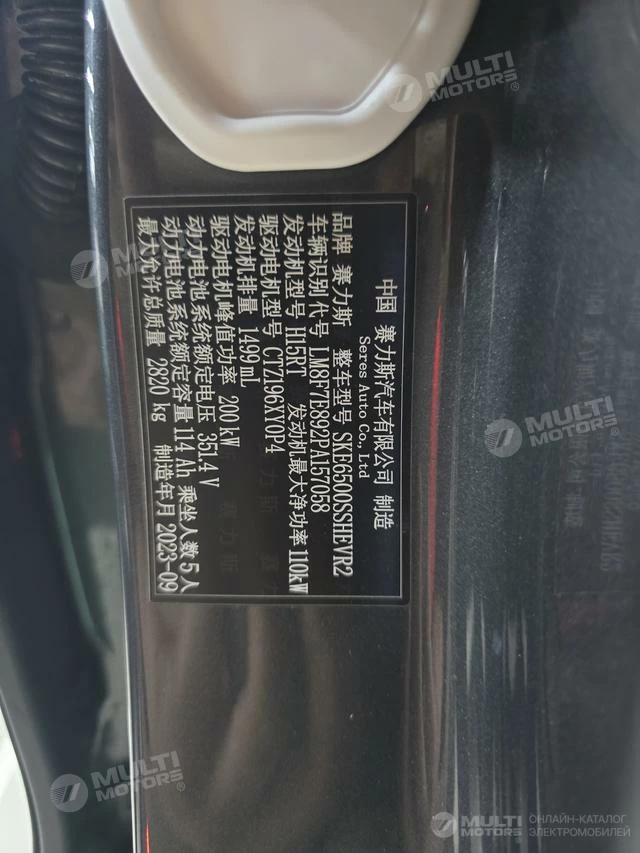 中国 赛力斯汽车有限公司 制造
Seres Auto Co., Ltd
品牌 赛力斯 整车型号 SKE6500SSHEVR2
车辆识别代号 LM8F7E892PA157058
发动机型号 H15RT 发动机最大净功率 110kW
驱动电机型号 CTZ196XY0P4
发动机排量 1499 mL
驱动电机峰值功率 200 kW
动力电池系统额定电压 351.4 V
动力电池系统额定容量 114 Ah 乘坐人数 5 人
最大允许总质量 2820 kg 制造年月 2023-09
MULTI MOTORS®
MULTI MOTORS®
MULTI MOTORS®
MULTI MOTORS®
MULTI MOTORS® ОНЛАЙН-КАТАЛОГ ЭЛЕКТРОМОБИЛЕЙ